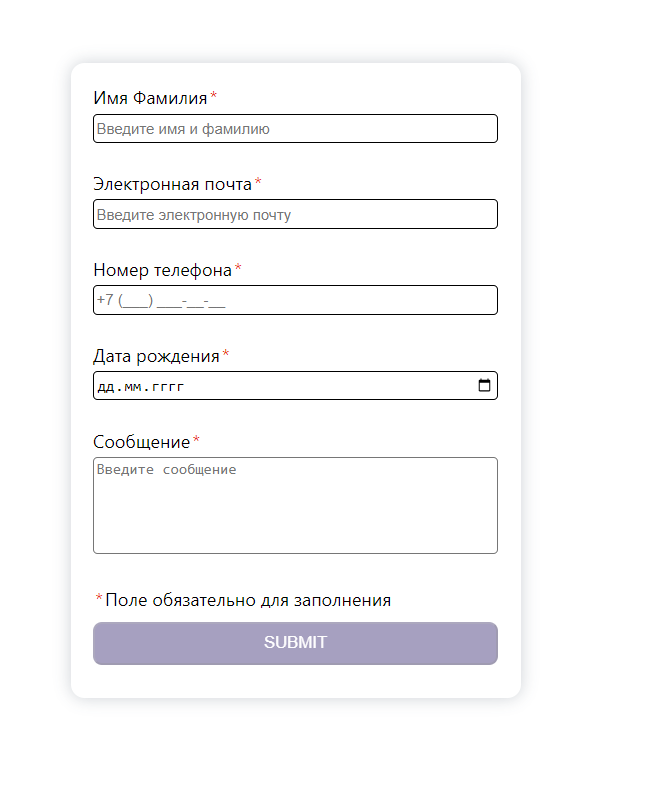 Имя Фамилия*
Введите имя и фамилию
Электронная почта*
Введите электронную почту
Номер телефона*
+7 (___) ___-__-__
Дата рождения*
дд.мм.гггг
Сообщение*
Введите сообщение
*Поле обязательно для заполнения
SUBMIT